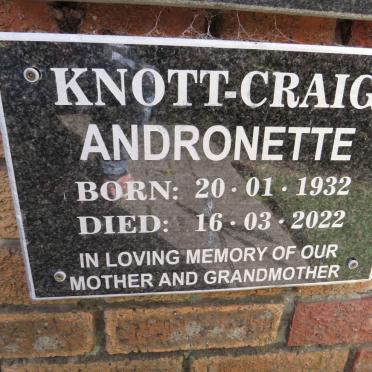 KNOTT-CRAIG
ANDRONETTE
BORN: 20·01·1932
DIED: 16·03·2022
IN LOVING MEMORY OF OUR
MOTHER AND GRANDMOTHER